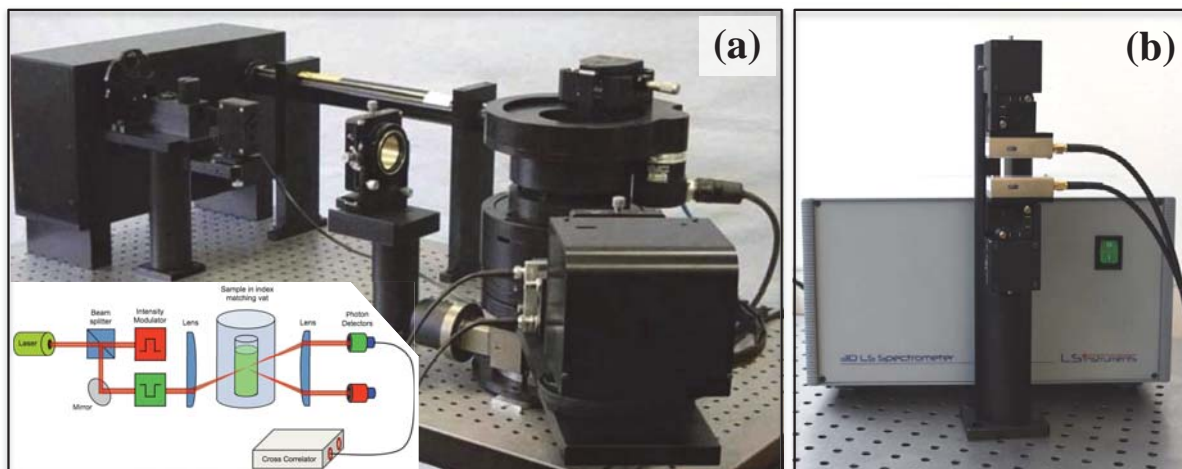 (a)
(b)
Sample in index
matching vat
Beam
splitter
Intensity
Modulator
Lens
Lens
Photon
Detectors
Laser
Mirror
Cross Correlator
3D LS Spectrometer
LS Instruments